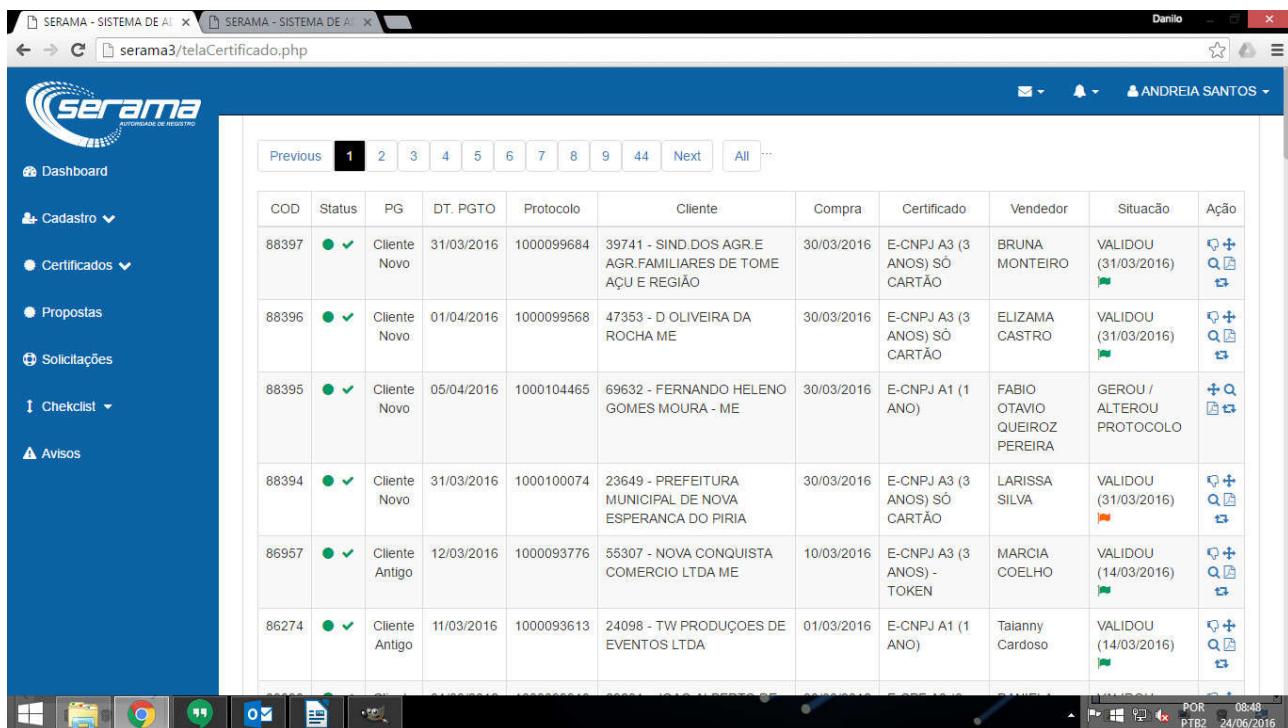 SERAMA - SISTEMA DE AD
SERAMA - SISTEMA DE AD
Danilo
serama3/telaCertificado.php
serama
AUTORIDADE DE REGISTRO
ANDREIA SANTOS
Dashboard
Cadastro
Certificados
Propostas
Solicitações
Chekclist
Avisos
Previous 1 2 3 4 5 6 7 8 9 44 Next All ...
COD Status PG DT. PGTO Protocolo Cliente Compra Certificado Vendedor Situacão Ação
88397 Cliente 31/03/2016 1000099684 39741 - SIND.DOS AGR.E 30/03/2016 E-CNPJ A3 (3 BRUNA VALIDOU
Novo AGR.FAMILIARES DE TOME ANOS) SÓ MONTEIRO (31/03/2016)
AÇU E REGIÃO CARTÃO
88396 Cliente 01/04/2016 1000099568 47353 - D OLIVEIRA DA 30/03/2016 E-CNPJ A3 (3 ELIZAMA VALIDOU
Novo ROCHA ME ANOS) SÓ CASTRO (31/03/2016)
CARTÃO
88395 Cliente 05/04/2016 1000104465 69632 - FERNANDO HELENO 30/03/2016 E-CNPJ A1 (1 FABIO GEROU /
Novo GOMES MOURA - ME ANO) OTAVIO ALTEROU
QUEIROZ PROTOCOLO
PEREIRA
88394 Cliente 31/03/2016 1000100074 23649 - PREFEITURA 30/03/2016 E-CNPJ A3 (3 LARISSA VALIDOU
Novo MUNICIPAL DE NOVA ANOS) SÓ SILVA (31/03/2016)
ESPERANCA DO PIRIA CARTÃO
86957 Cliente 12/03/2016 1000093776 55307 - NOVA CONQUISTA 10/03/2016 E-CNPJ A3 (3 MARCIA VALIDOU
Antigo COMERCIO LTDA ME ANOS) - COELHO (14/03/2016)
TOKEN
86274 Cliente 11/03/2016 1000093613 24098 - TW PRODUÇOES DE 01/03/2016 E-CNPJ A1 (1 Taianny VALIDOU
Antigo EVENTOS LTDA ANO) Cardoso (14/03/2016)
POR 08:48
PTB2 24/06/2016